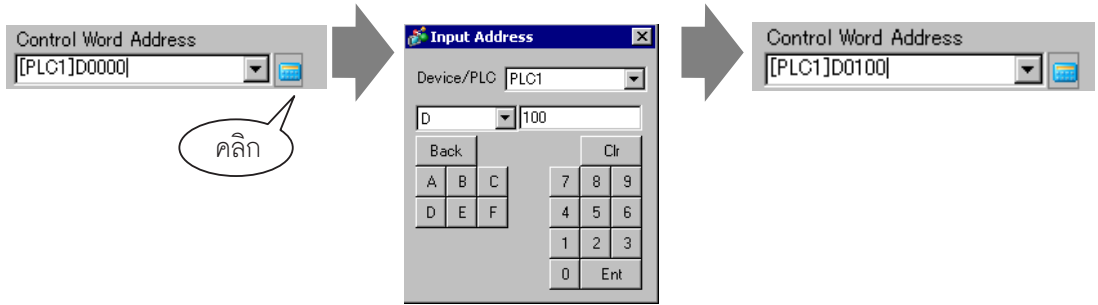 Control Word Address
[PLC1]D0000
คลิก
Input Address
Device/PLC PLC1
D 100
Back Clr
A B C 7 8 9
D E F 4 5 6
1 2 3
0 Ent
Control Word Address
[PLC1]D0100